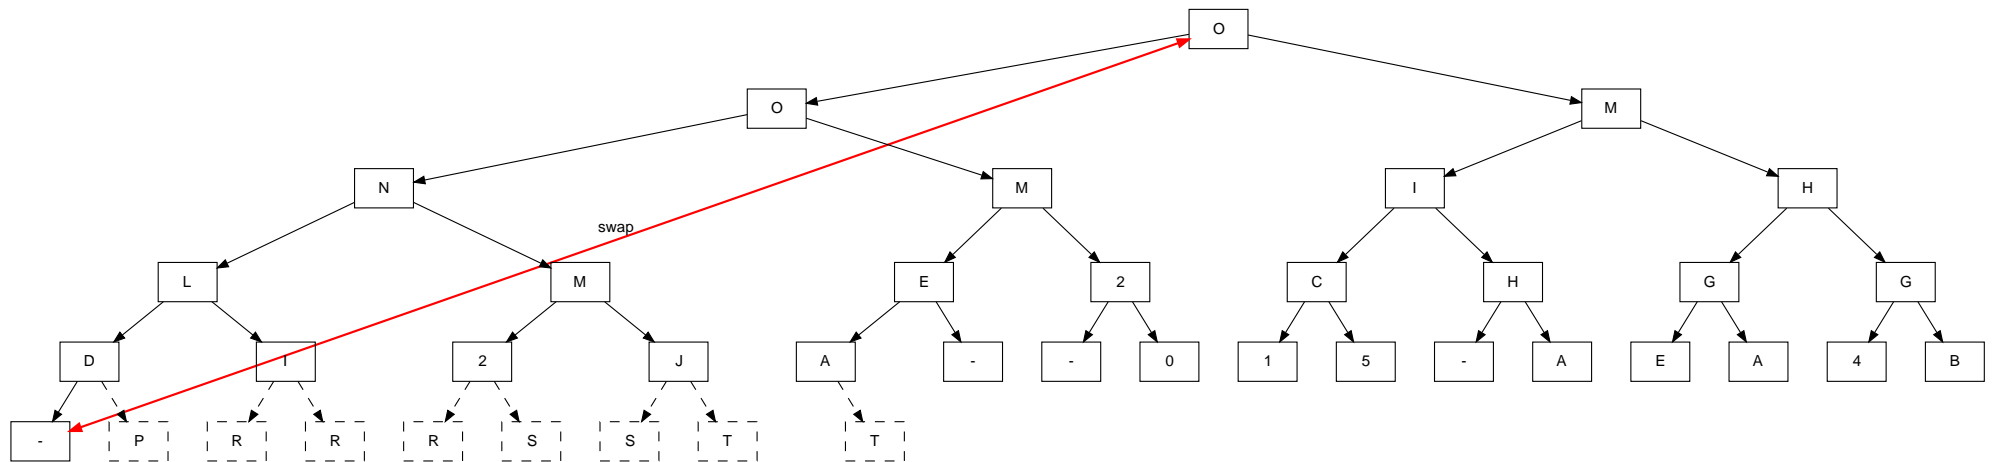 O
O M
N M I H
swap
L M E 2 C H G G
D I 2 J A - - 0 1 5 - A E A 4 B
- P R R R S S T T